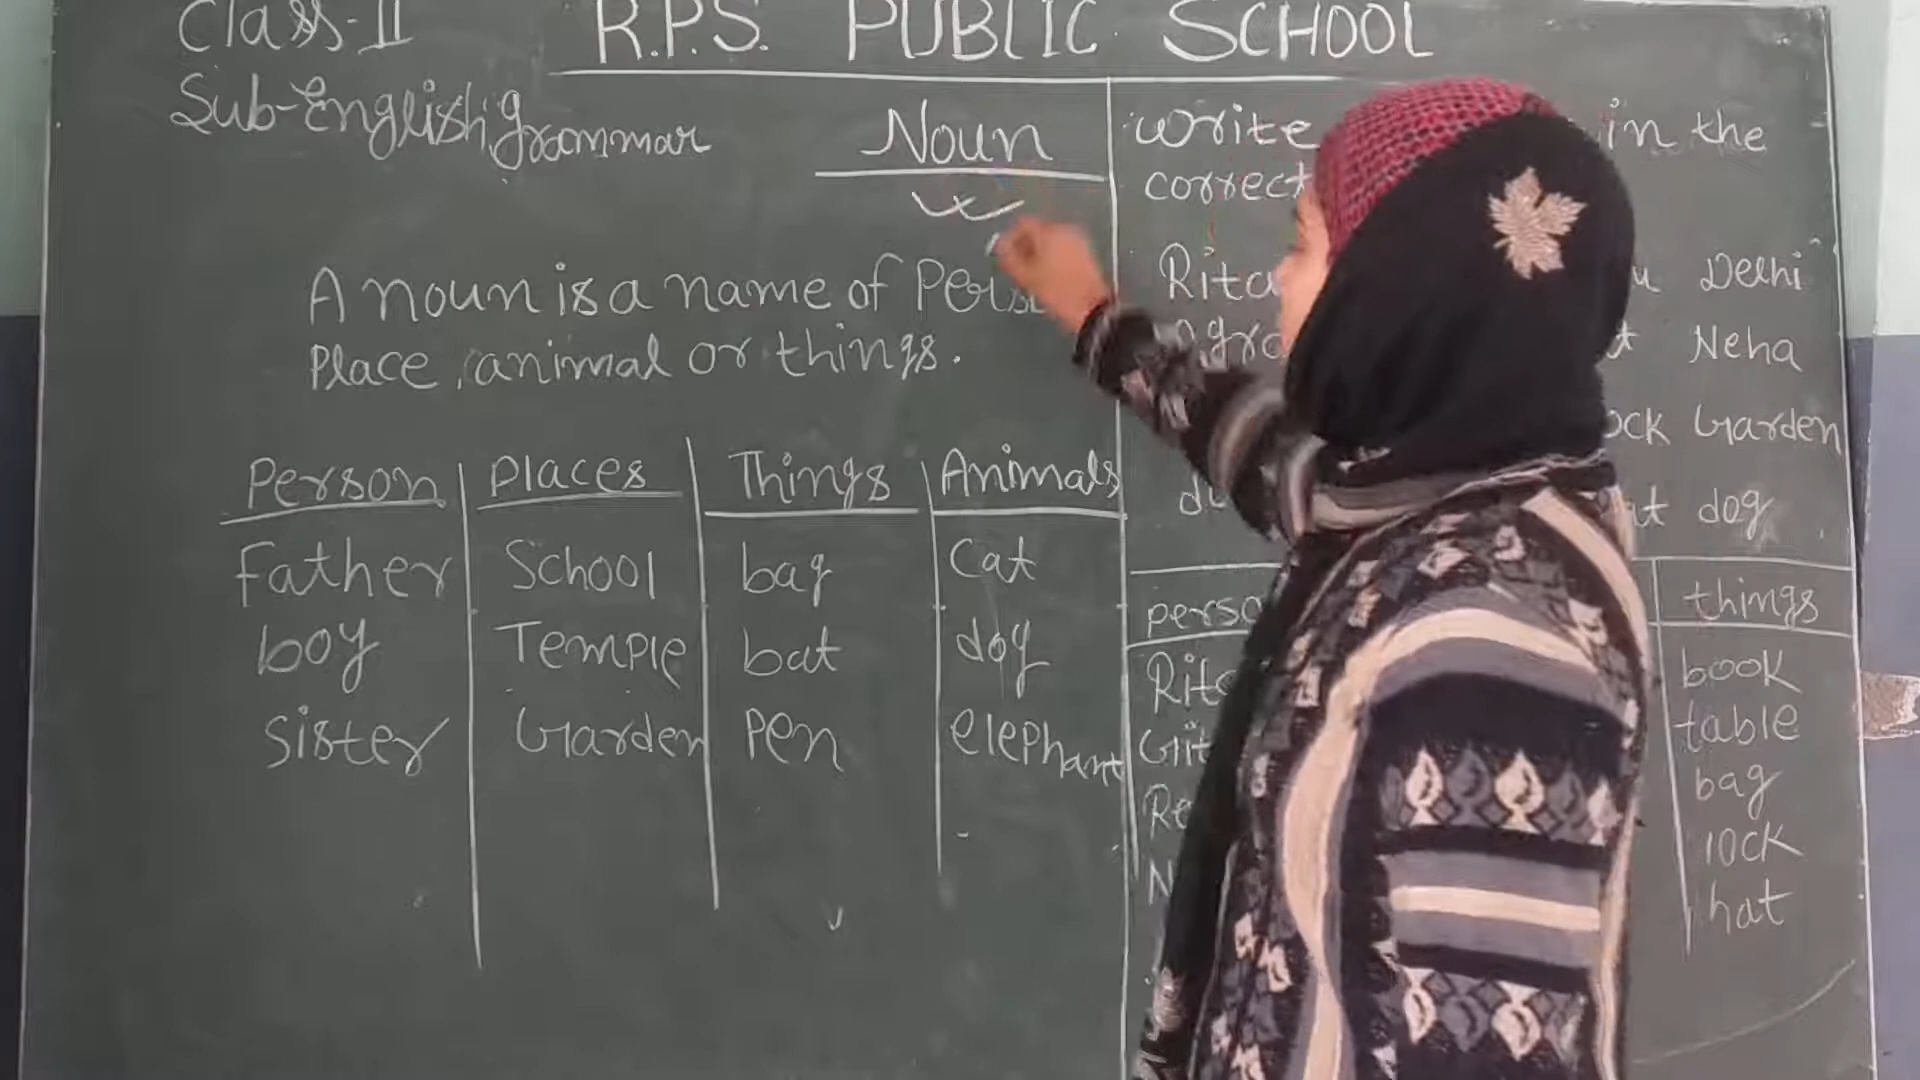 Class-II
R.P.S. PUBLIC SCHOOL
Sub-English Grammar
Noun
A noun is a name of
Place, animal or things.
Person Places Things Animals
Father School bag Cat
boy Temple bat dog
Sister Garden Pen elephant
write in the
correct
Delhi
Neha
Garden
dog
things
book
table
bag
lock
hat